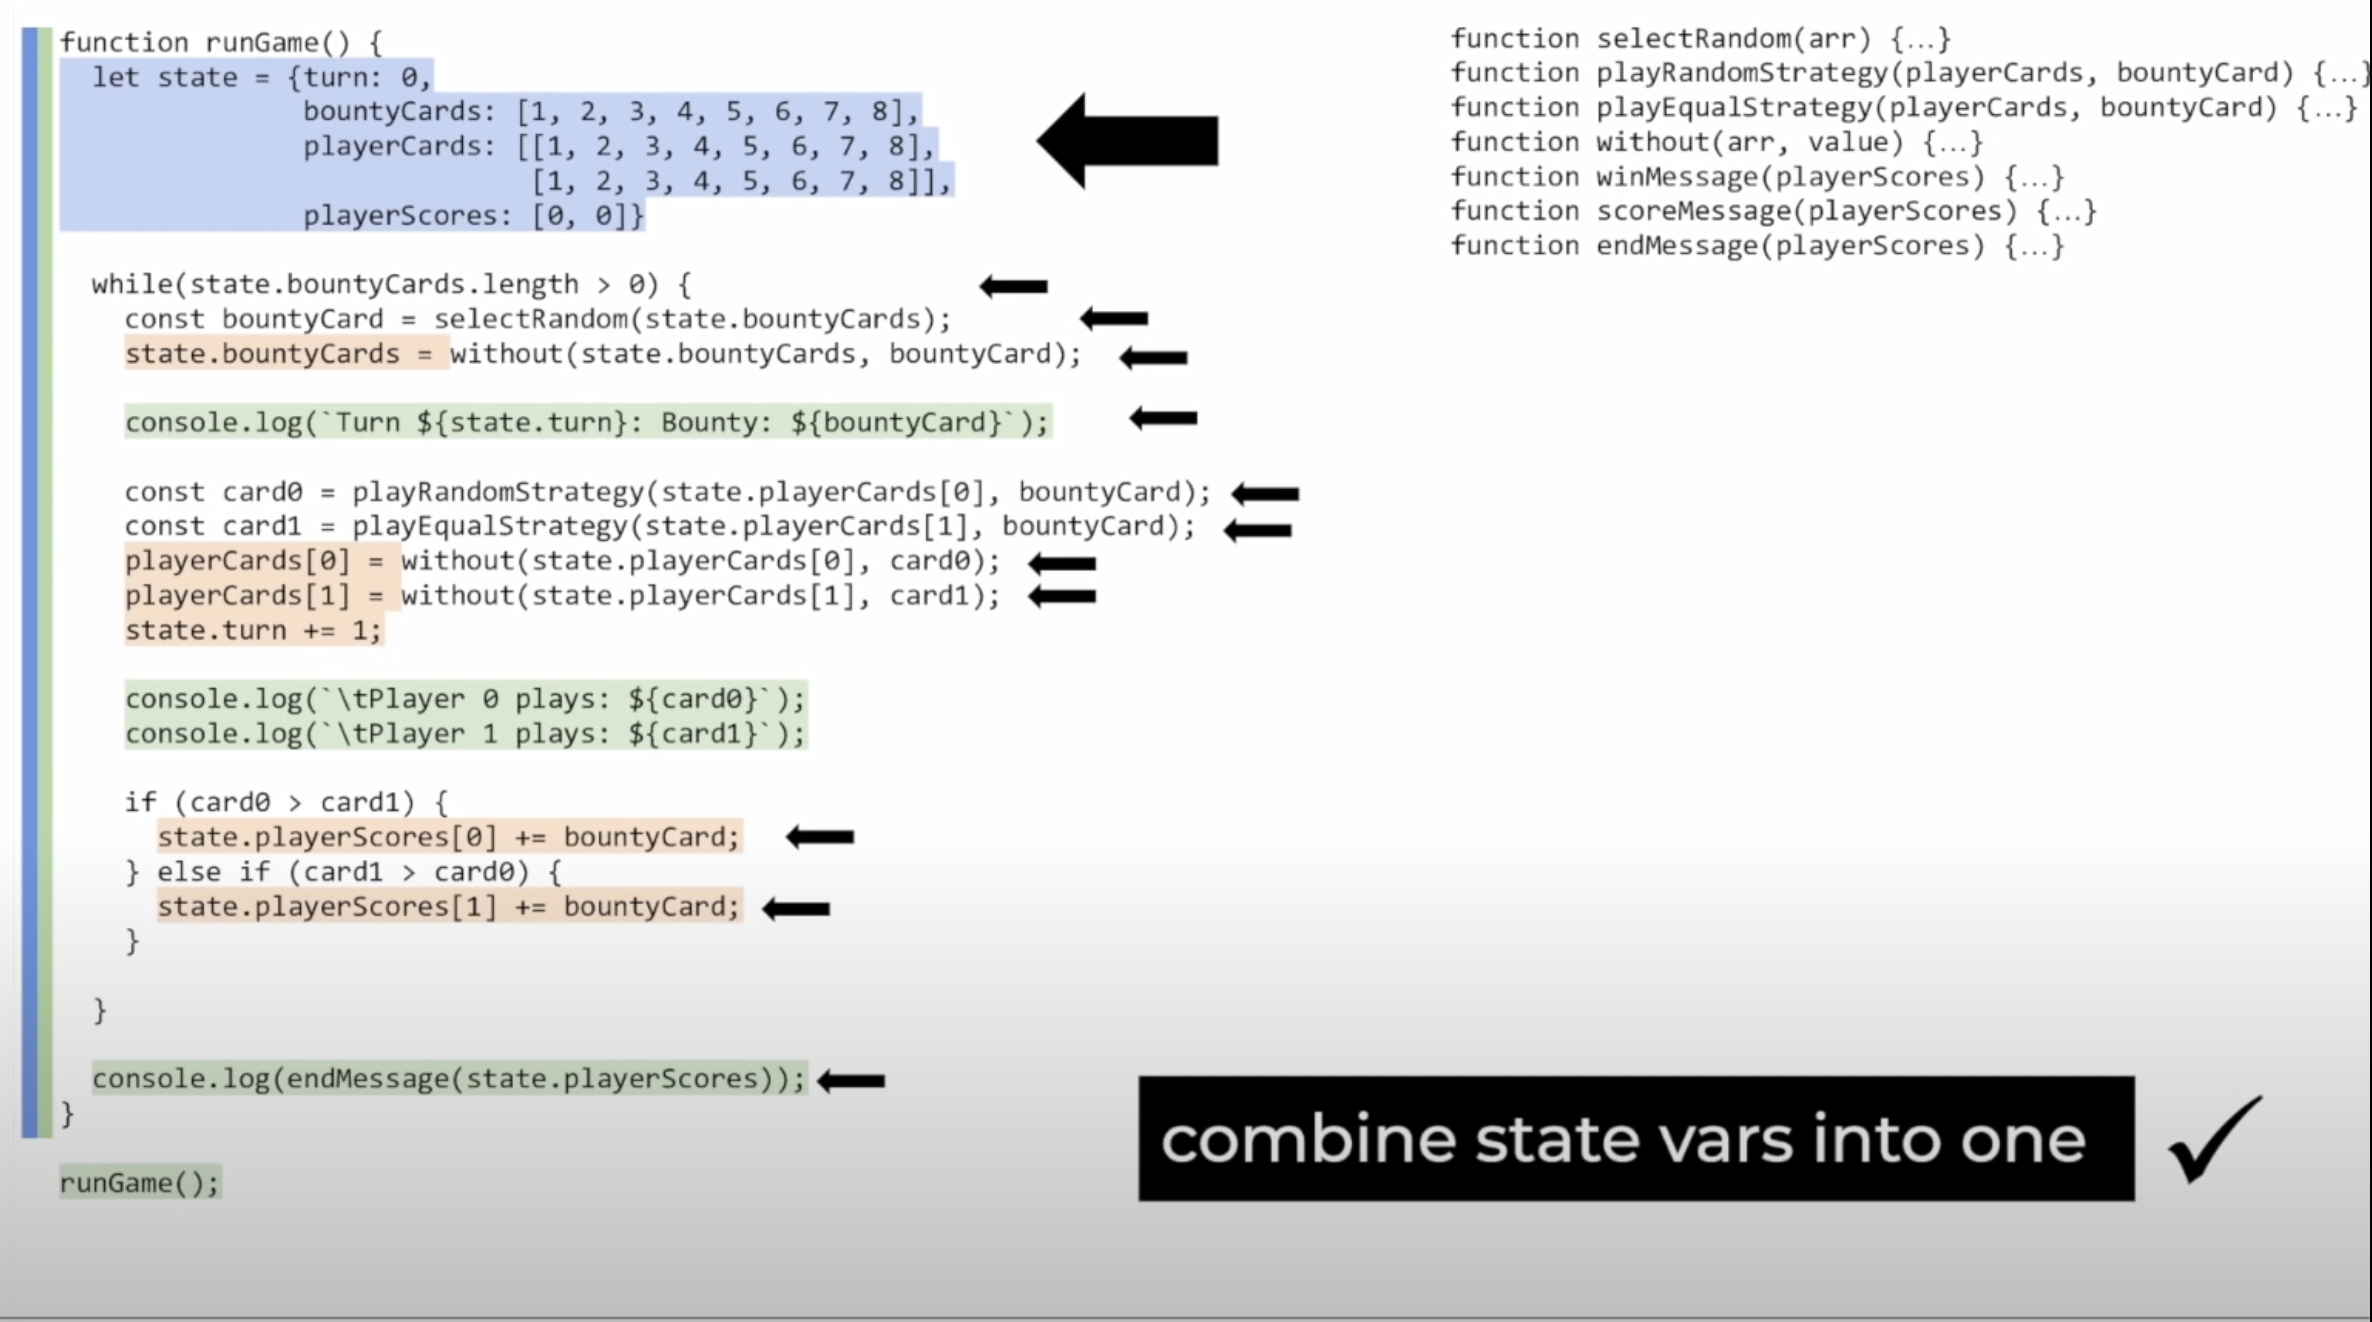 function runGame() {
let state = {turn: 0,
bountyCards: [1, 2, 3, 4, 5, 6, 7, 8],
playerCards: [[1, 2, 3, 4, 5, 6, 7, 8],
[1, 2, 3, 4, 5, 6, 7, 8]],
playerScores: [0, 0]}
while(state.bountyCards.length > 0) {
const bountyCard = selectRandom(state.bountyCards);
state.bountyCards = without(state.bountyCards, bountyCard);
console.log(`Turn ${state.turn}: Bounty: ${bountyCard}`);
const card0 = playRandomStrategy(state.playerCards[0], bountyCard);
const card1 = playEqualStrategy(state.playerCards[1], bountyCard);
playerCards[0] = without(state.playerCards[0], card0);
playerCards[1] = without(state.playerCards[1], card1);
state.turn += 1;
console.log(`\tPlayer 0 plays: ${card0}`);
console.log(`\tPlayer 1 plays: ${card1}`);
if (card0 > card1) {
state.playerScores[0] += bountyCard;
} else if (card1 > card0) {
state.playerScores[1] += bountyCard;
}
}
console.log(endMessage(state.playerScores));
}
runGame();
function selectRandom(arr) {…}
function playRandomStrategy(playerCards, bountyCard) {…}
function playEqualStrategy(playerCards, bountyCard) {…}
function without(arr, value) {…}
function winMessage(playerScores) {…}
function scoreMessage(playerScores) {…}
function endMessage(playerScores) {…}
combine state vars into one